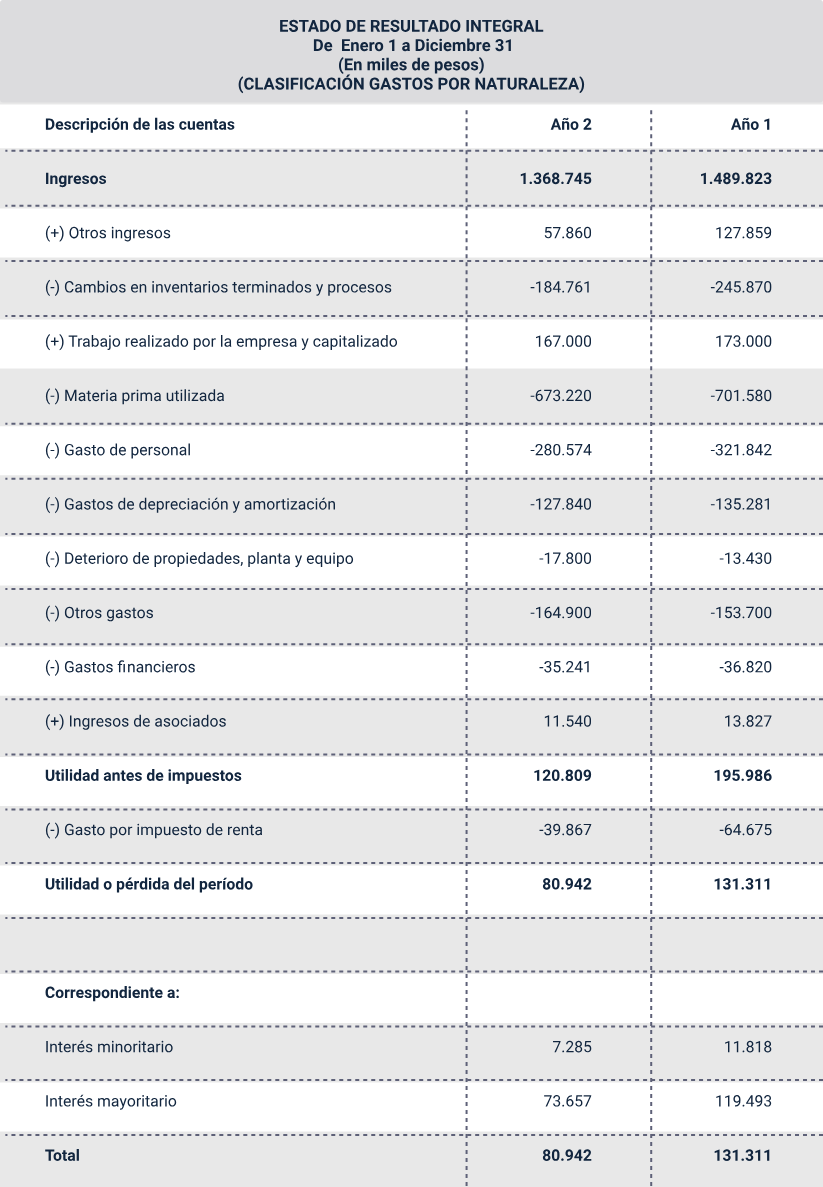 ESTADO DE RESULTADO INTEGRAL
De Enero 1 a Diciembre 31
(En miles de pesos)
(CLASIFICACIÓN GASTOS POR NATURALEZA)
Descripción de las cuentas Año 2 Año 1
Ingresos 1.368.745 1.489.823
(+) Otros ingresos 57.860 127.859
(-) Cambios en inventarios terminados y procesos -184.761 -245.870
(+) Trabajo realizado por la empresa y capitalizado 167.000 173.000
(-) Materia prima utilizada -673.220 -701.580
(-) Gasto de personal -280.574 -321.842
(-) Gastos de depreciación y amortización -127.840 -135.281
(-) Deterioro de propiedades, planta y equipo -17.800 -13.430
(-) Otros gastos -164.900 -153.700
(-) Gastos financieros -35.241 -36.820
(+) Ingresos de asociados 11.540 13.827
Utilidad antes de impuestos 120.809 195.986
(-) Gasto por impuesto de renta -39.867 -64.675
Utilidad o pérdida del período 80.942 131.311
Correspondiente a:
Interés minoritario 7.285 11.818
Interés mayoritario 73.657 119.493
Total 80.942 131.311